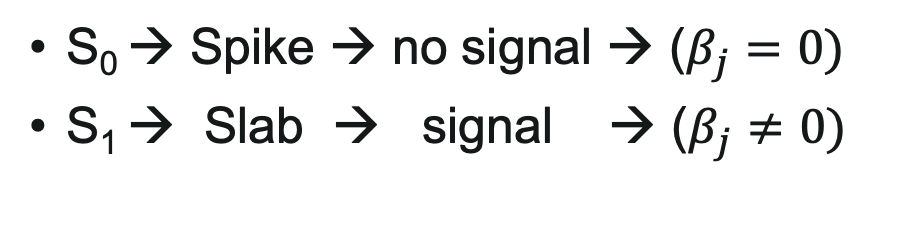 • S₀ → Spike → no signal → (βⱼ = 0)
• S₁ → Slab → signal → (βⱼ ≠ 0)